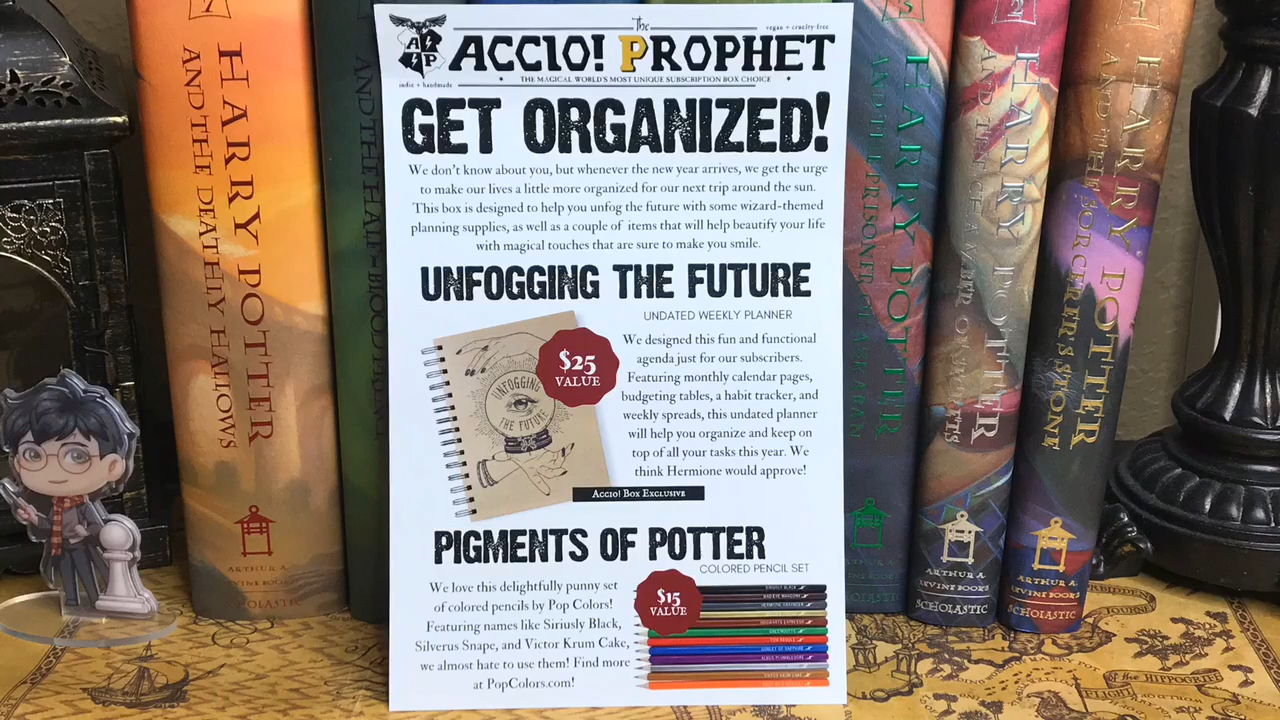 The
vegan + cruelty-free
ACCIO! PROPHET
A P
indie + handmade
THE MAGICAL WORLD'S MOST UNIQUE SUBSCRIPTION BOX CHOICE
GET ORGANIZED!
We don't know about you, but whenever the new year arrives, we get the urge
to make our lives a little more organized for our next trip around the sun.
This box is designed to help you unfog the future with some wizard-themed
planning supplies, as well as a couple of items that will help beautify your life
with magical touches that are sure to make you smile.
UNFOGGING THE FUTURE
UNDATED WEEKLY PLANNER
$25
VALUE
UNFOGGING
THE FUTURE
We designed this fun and functional
agenda just for our subscribers.
Featuring monthly calendar pages,
budgeting tables, a habit tracker, and
weekly spreads, this undated planner
will help you organize and keep on
top of all your tasks this year. We
think Hermione would approve!
ACCIO! BOX EXCLUSIVE
PIGMENTS OF POTTER
COLORED PENCIL SET
We love this delightfully punny set
of colored pencils by Pop Colors!
Featuring names like Siriusly Black,
Silverus Snape, and Victor Krum Cake,
we almost hate to use them! Find more
at PopColors.com!
$15
VALUE
SIRIUSLY BLACK
HOGWARTS EXPRESS
HARRY POTTER
AND THE DEATHLY HALLOWS
ARTHUR A.
LEVINE BOOKS
SCHOLASTIC
AND THE HALF-BLOOD PRINCE
HARRY POTTER
AND THE PRISONER OF AZKABAN
HARRY POTTER
AND THE CHAMBER OF SECRETS
ARTHUR A.
LEVINE BOOKS
SCHOLASTIC
HARRY POTTER
AND THE SORCERER'S STONE
ARTHUR A.
LEVINE BOOKS
SCHOLASTIC
FORBIDDEN
JOURNEY
FLIGHT
of the HIPPOGRIFF